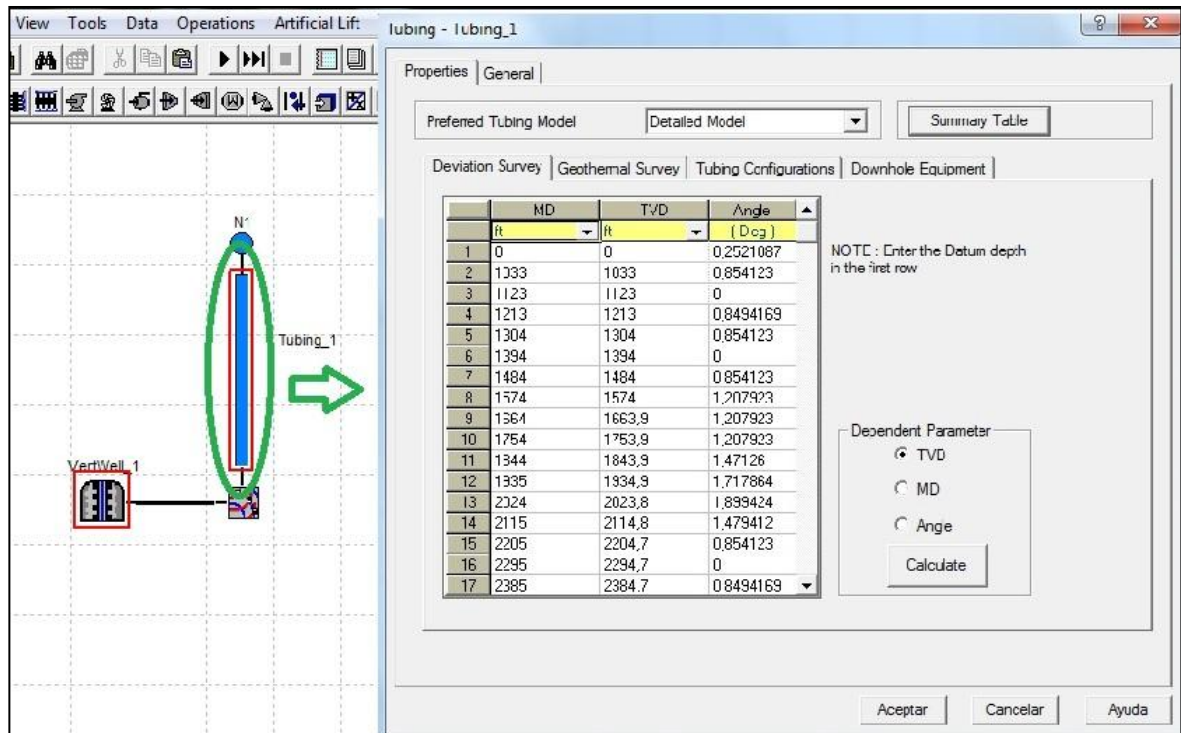 View Tools Data Operations Artificial Lift
Tubing - Tubing_1
Properties General
Preferred Tubing Model Detailed Model Summary Table
Deviation Survey Geothermal Survey Tubing Configurations Downhole Equipment
MD TVD Angle
ft ft (Deg)
1 0 0 0,2521087
2 1033 1033 0,854123
3 1123 1123 0
4 1213 1213 0,8494169
5 1304 1304 0,854123
6 1394 1394 0
7 1484 1484 0,854123
8 1574 1574 1,207923
9 1664 1663,9 1,207923
10 1754 1753,9 1,207923
11 1844 1843,9 1,47126
12 1935 1934,9 1,717864
13 2024 2023,8 1,899424
14 2115 2114,8 1,479412
15 2205 2204,7 0,854123
16 2295 2294,7 0
17 2385 2384,7 0,8494169
NOTE : Enter the Datum depth
in the first row
Dependent Parameter
TVD
MD
Angle
Calculate
Aceptar Cancelar Ayuda
N1
Tubing_1
VertWell_1